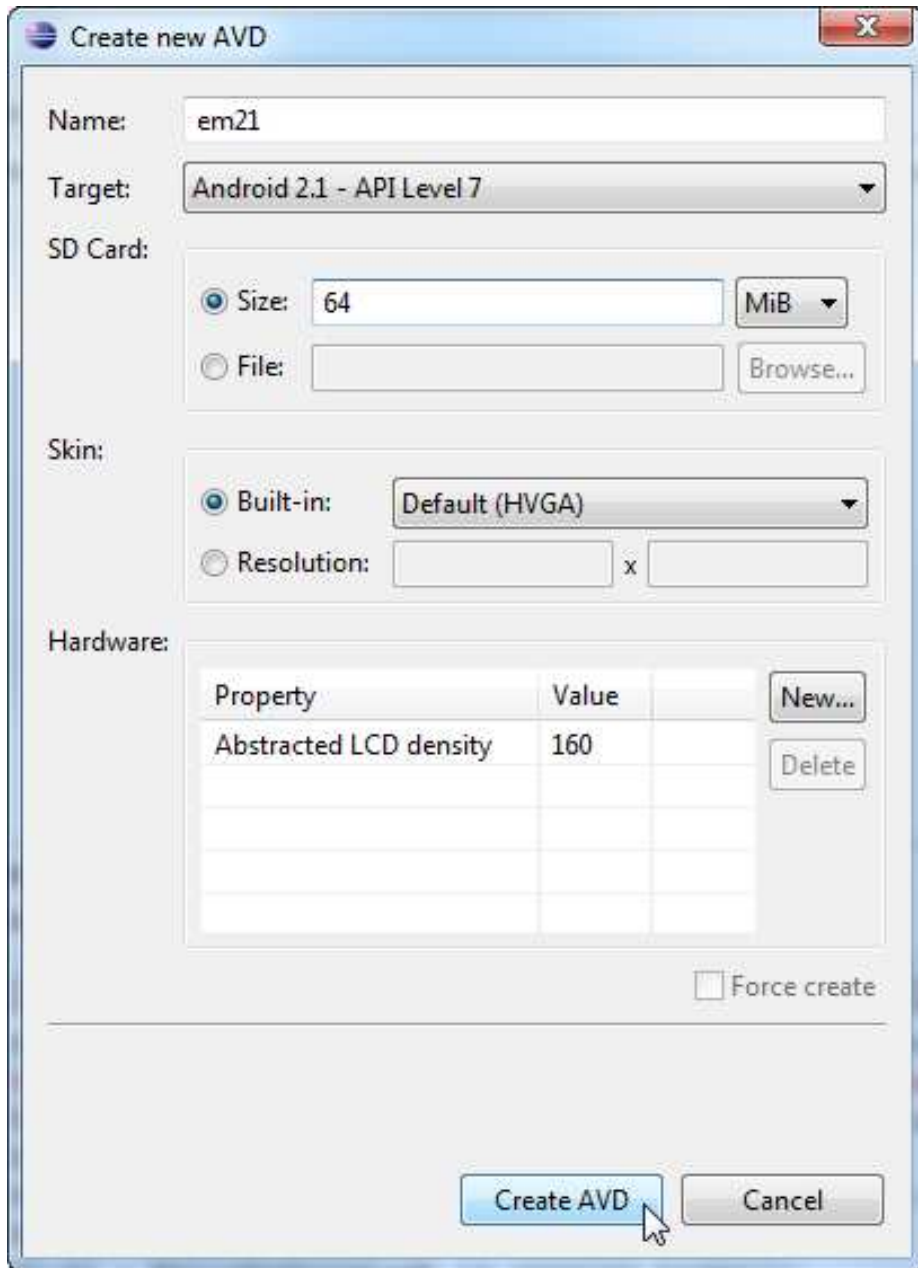 Create new AVD
Name: em21
Target: Android 2.1 - API Level 7
SD Card:
Size: 64 MiB
File: Browse...
Skin:
Built-in: Default (HVGA)
Resolution: x
Hardware:
Property Value New...
Abstracted LCD density 160
Delete
Force create
Create AVD Cancel